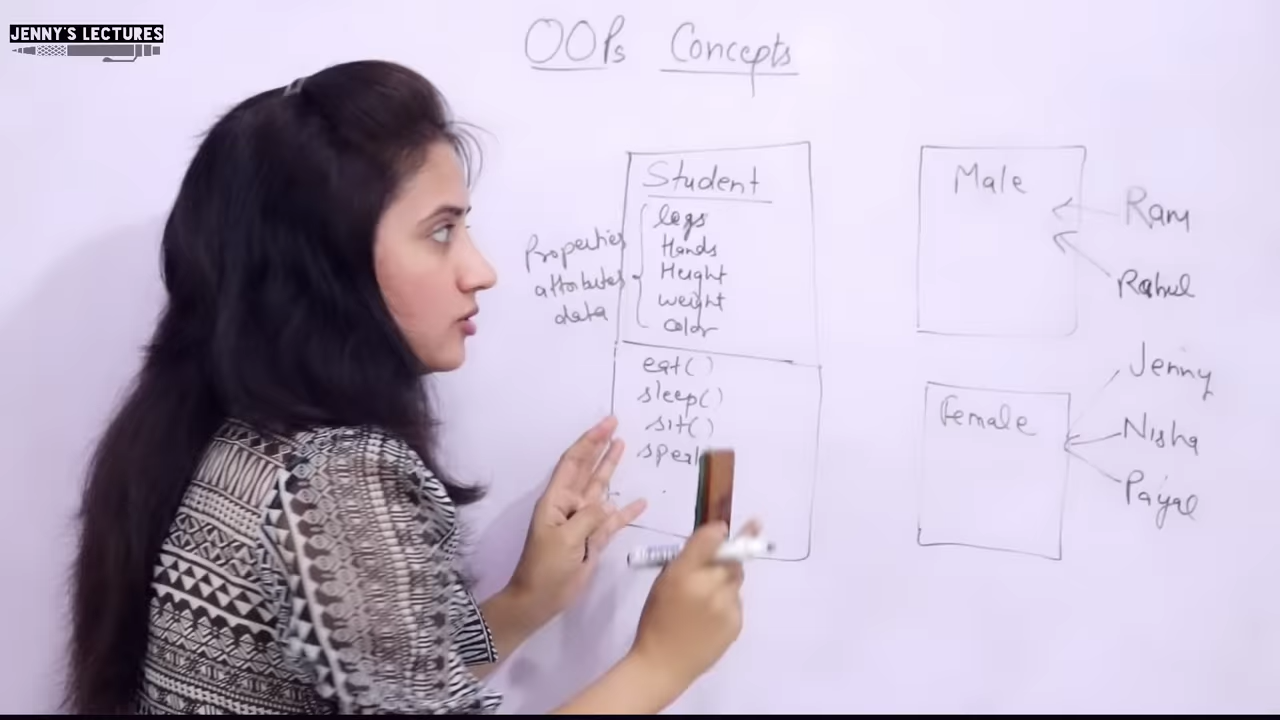 JENNY'S LECTURES
OOPs Concepts
Student
legs
Hands
Height
weight
color
Properties
attributes
data
eat()
sleep()
sit()
Male
Ram
Rahul
Female
Jenny
Nisha
Payal